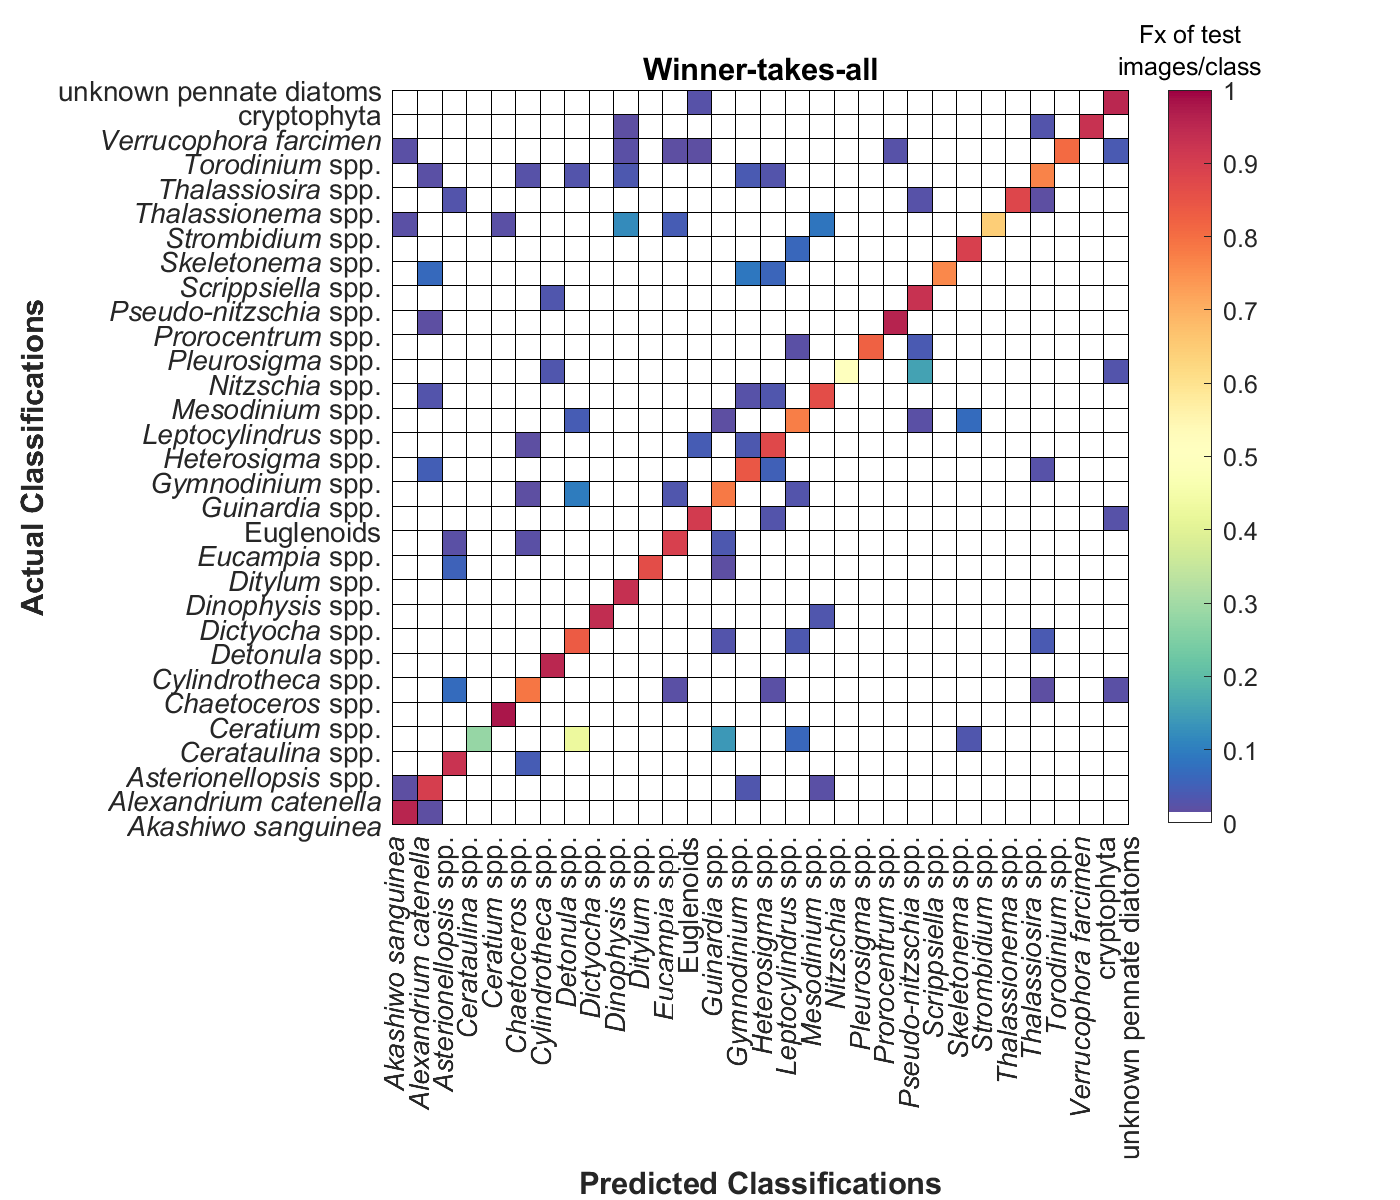 Fx of test
images/class
Winner-takes-all
unknown pennate diatoms
cryptophyta
Verrucophora farcimen
Torodinium spp.
Thalassiosira spp.
Thalassionema spp.
Strombidium spp.
Skeletonema spp.
Scrippsiella spp.
Pseudo-nitzschia spp.
Prorocentrum spp.
Pleurosigma spp.
Nitzschia spp.
Mesodinium spp.
Leptocylindrus spp.
Heterosigma spp.
Gymnodinium spp.
Guinardia spp.
Euglenoids
Eucampia spp.
Ditylum spp.
Dinophysis spp.
Dictyocha spp.
Detonula spp.
Cylindrotheca spp.
Chaetoceros spp.
Ceratium spp.
Cerataulina spp.
Asterionellopsis spp.
Alexandrium catenella
Akashiwo sanguinea
Actual Classifications
1
0.9
0.8
0.7
0.6
0.5
0.4
0.3
0.2
0.1
0
Akashiwo sanguinea
Alexandrium catenella
Asterionellopsis spp.
Cerataulina spp.
Ceratium spp.
Chaetoceros spp.
Cylindrotheca spp.
Detonula spp.
Dictyocha spp.
Dinophysis spp.
Ditylum spp.
Eucampia spp.
Euglenoids
Guinardia spp.
Gymnodinium spp.
Heterosigma spp.
Leptocylindrus spp.
Mesodinium spp.
Nitzschia spp.
Pleurosigma spp.
Prorocentrum spp.
Pseudo-nitzschia spp.
Scrippsiella spp.
Skeletonema spp.
Strombidium spp.
Thalassionema spp.
Thalassiosira spp.
Torodinium spp.
Verrucophora farcimen
cryptophyta
unknown pennate diatoms
Predicted Classifications